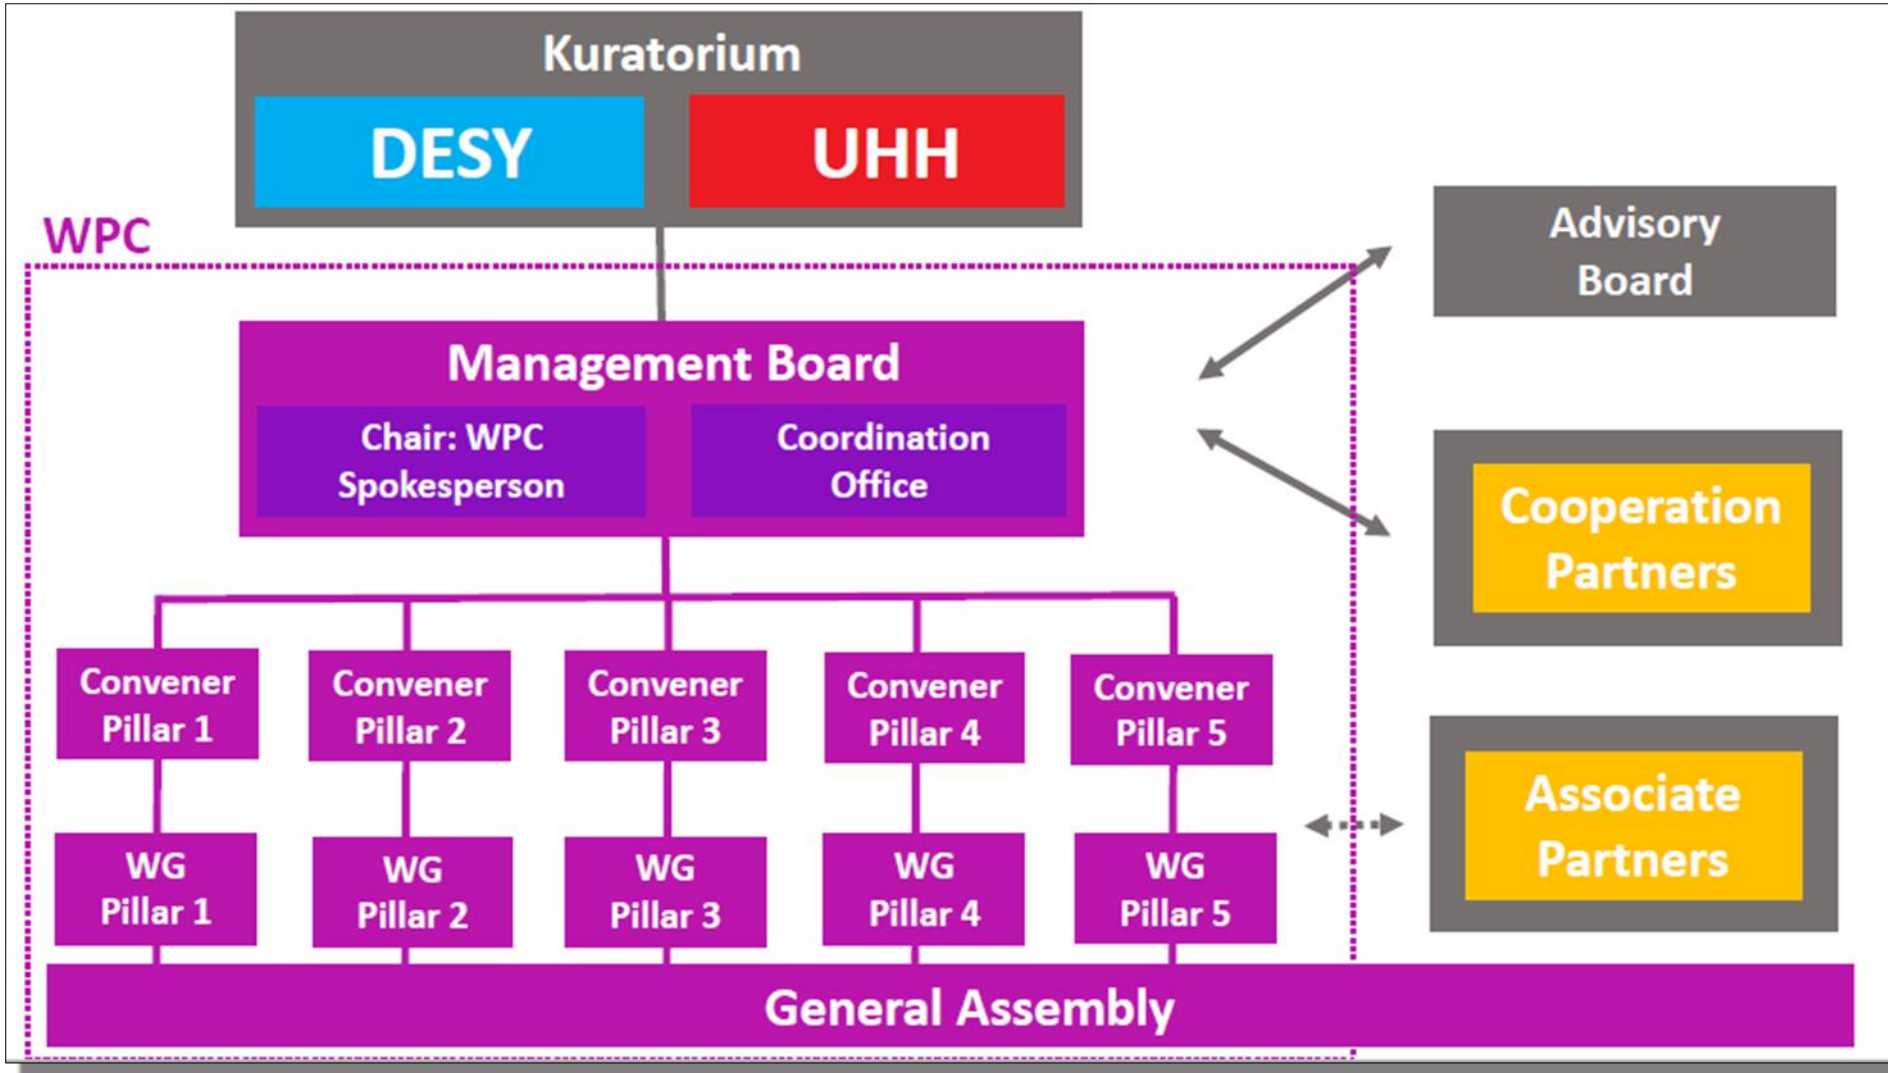 Kuratorium
DESY
UHH
WPC
Advisory
Board
Management Board
Chair: WPC
Spokesperson
Coordination
Office
Cooperation
Partners
Convener
Pillar 1
Convener
Pillar 2
Convener
Pillar 3
Convener
Pillar 4
Convener
Pillar 5
Associate
Partners
WG
Pillar 1
WG
Pillar 2
WG
Pillar 3
WG
Pillar 4
WG
Pillar 5
General Assembly